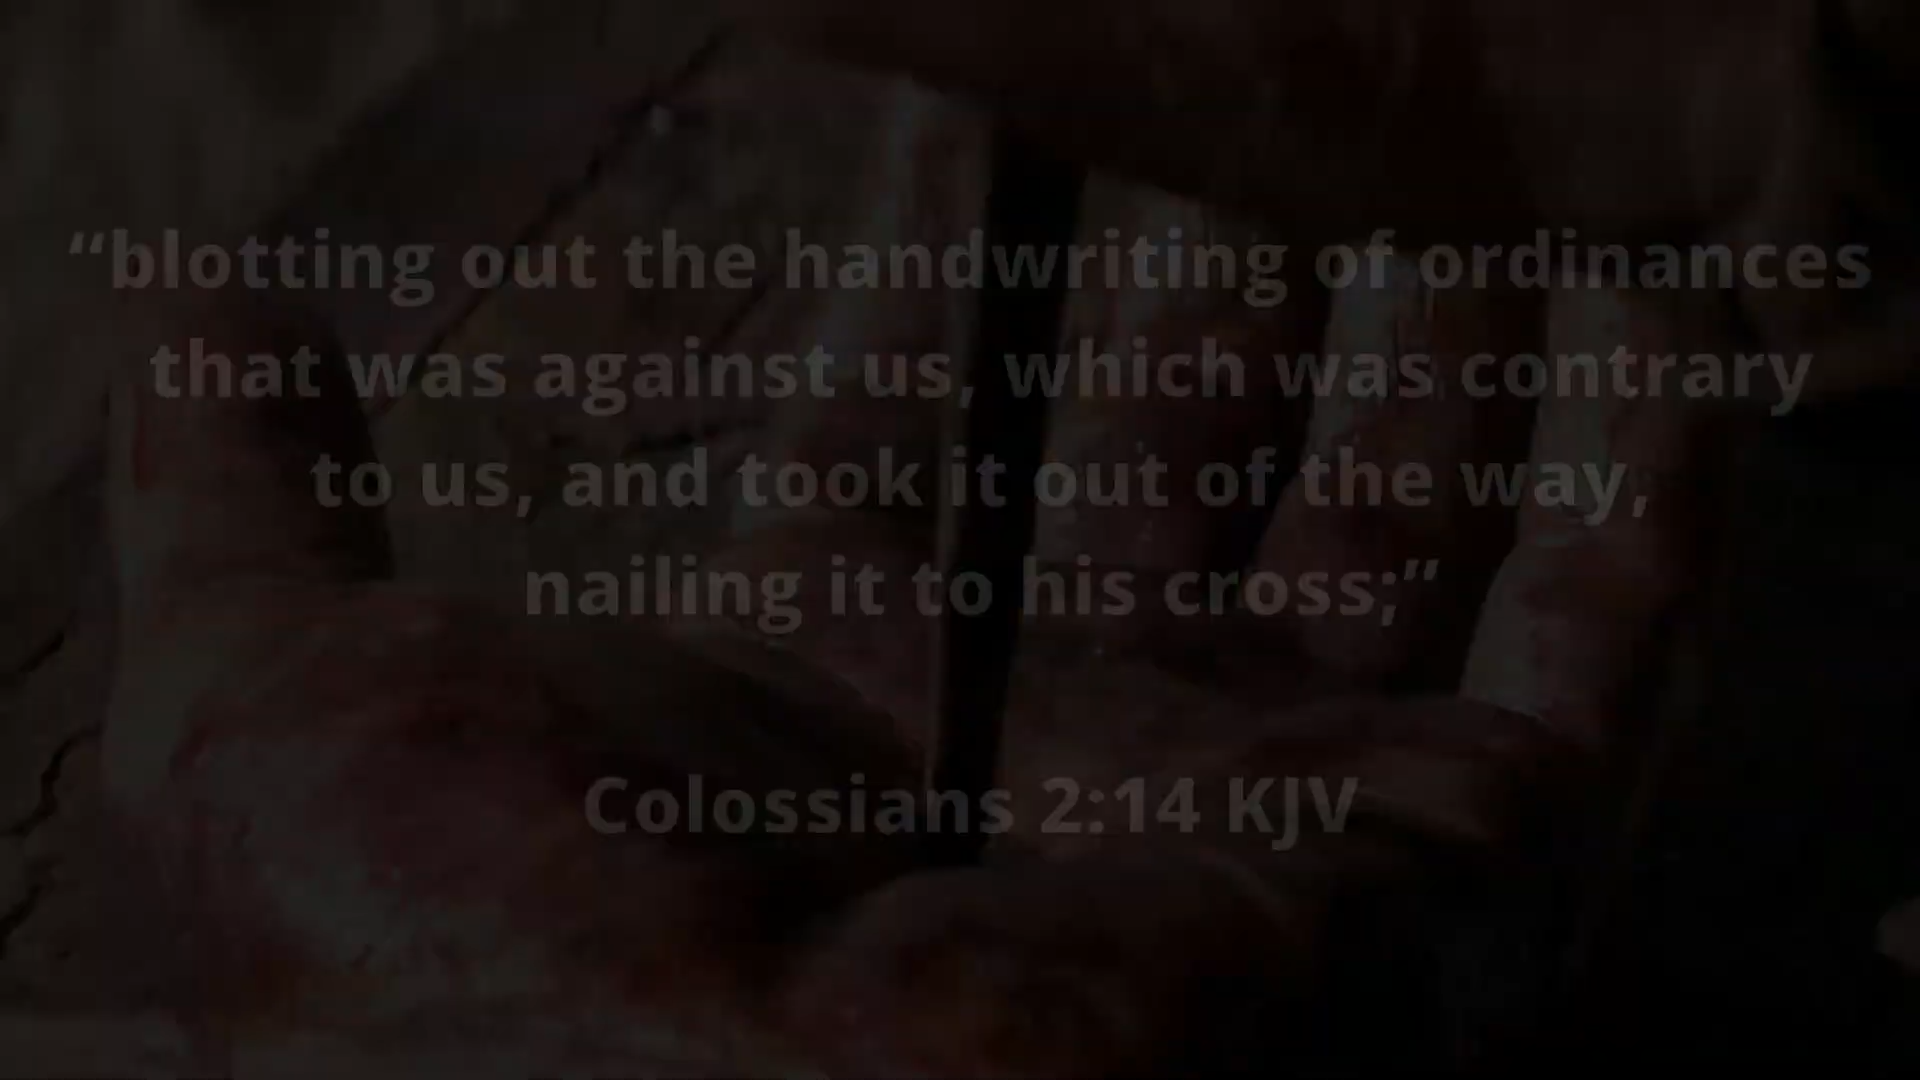 “blotting out the handwriting of ordinances
that was against us, which was contrary
to us, and took it out of the way,
nailing it to his cross;”
Colossians 2:14 KJV